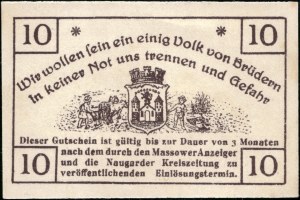 10 * * 10
Wir wollen sein ein einig Volk von Brüdern
In keiner Not uns trennen und Gefahr
Dieser Gutschein ist gültig bis zur Dauer von 3 Monaten
nach dem durch den Massower Anzeiger
und die Naugarder Kreiszeitung zu
veröffentlichenden Einlösungstermin.
10 10